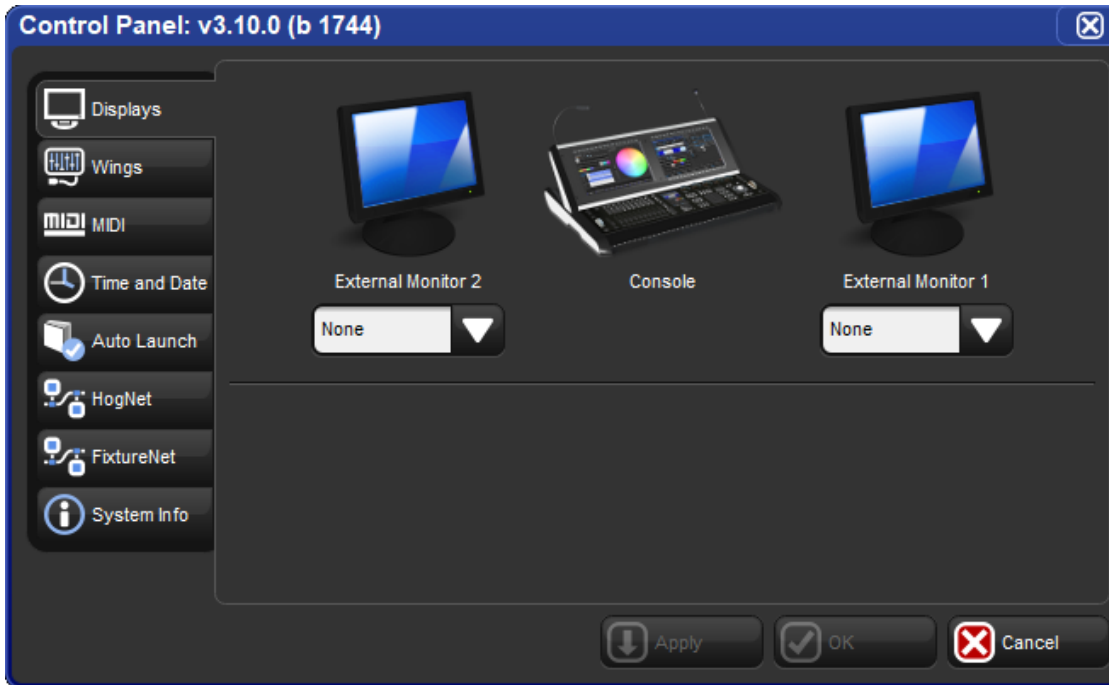 Control Panel: v3.10.0 (b 1744)
Displays
Wings
MIDI MIDI
Time and Date
Auto Launch
HogNet
FixtureNet
System Info
External Monitor 2
Console
External Monitor 1
None
None
Apply
OK
Cancel